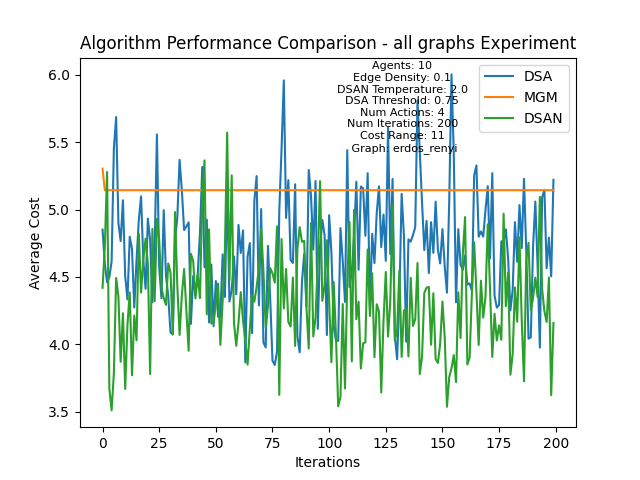 Algorithm Performance Comparison - all graphs Experiment
Agents: 10
Edge Density: 0.1
DSAN Temperature: 2.0
DSA Threshold: 0.75
Num Actions: 4
Num Iterations: 200
Cost Range: 11
Graph: erdos_renyi
DSA
MGM
DSAN
Average Cost
6.0
5.5
5.0
4.5
4.0
3.5
0 25 50 75 100 125 150 175 200
Iterations